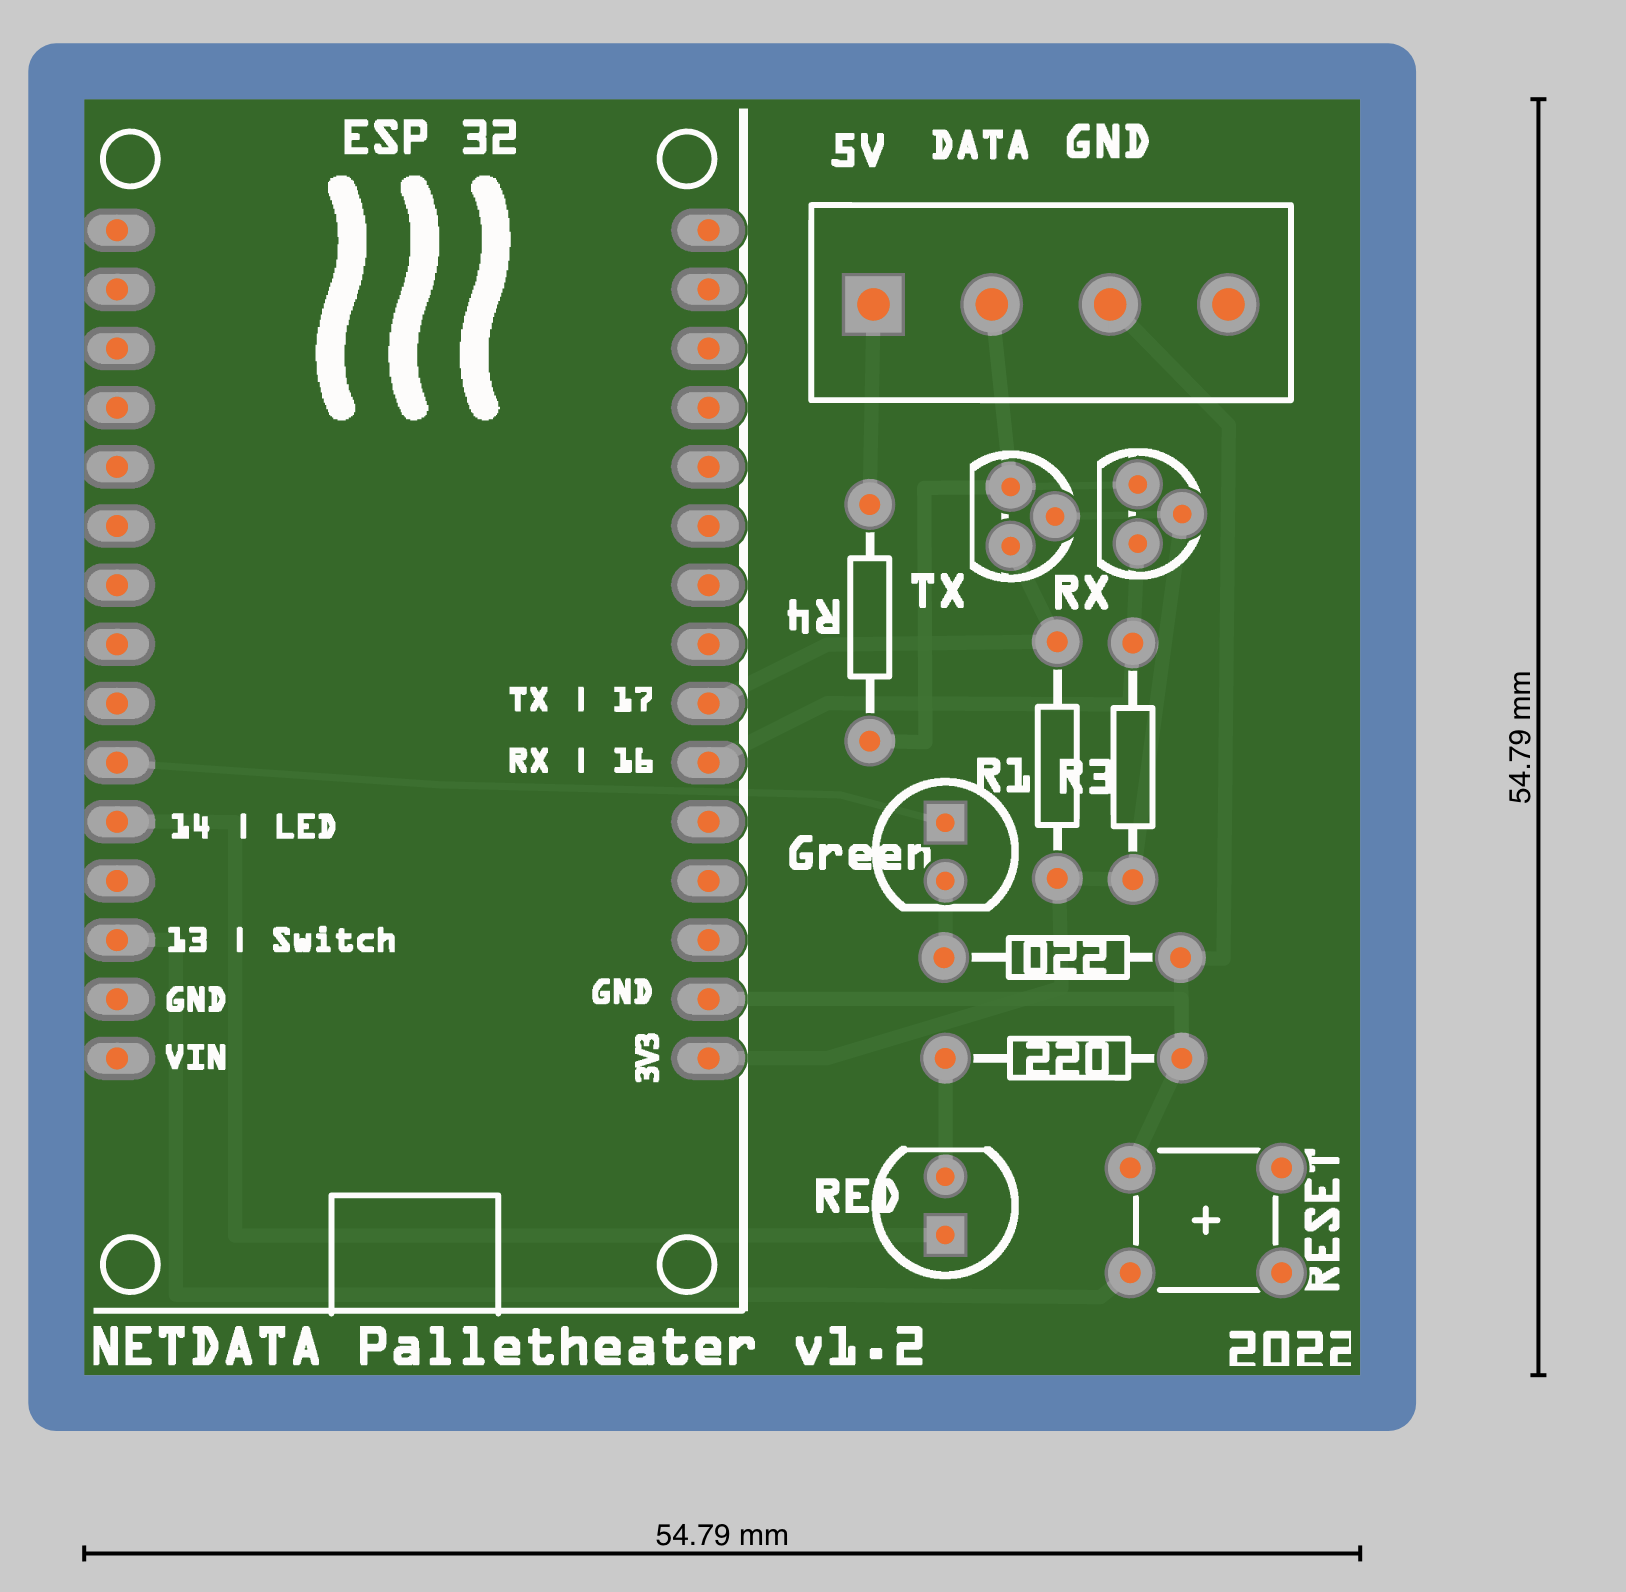 ESP 32
5V DATA GND
TX RX
R4
TX | 17
RX | 16
R1 R3
14 | LED
Green
13 | Switch
022
GND
GND
220
VIN
3V3
RED
RESET
NETDATA Palletheater v1.2
2022
54.79 mm
54.79 mm